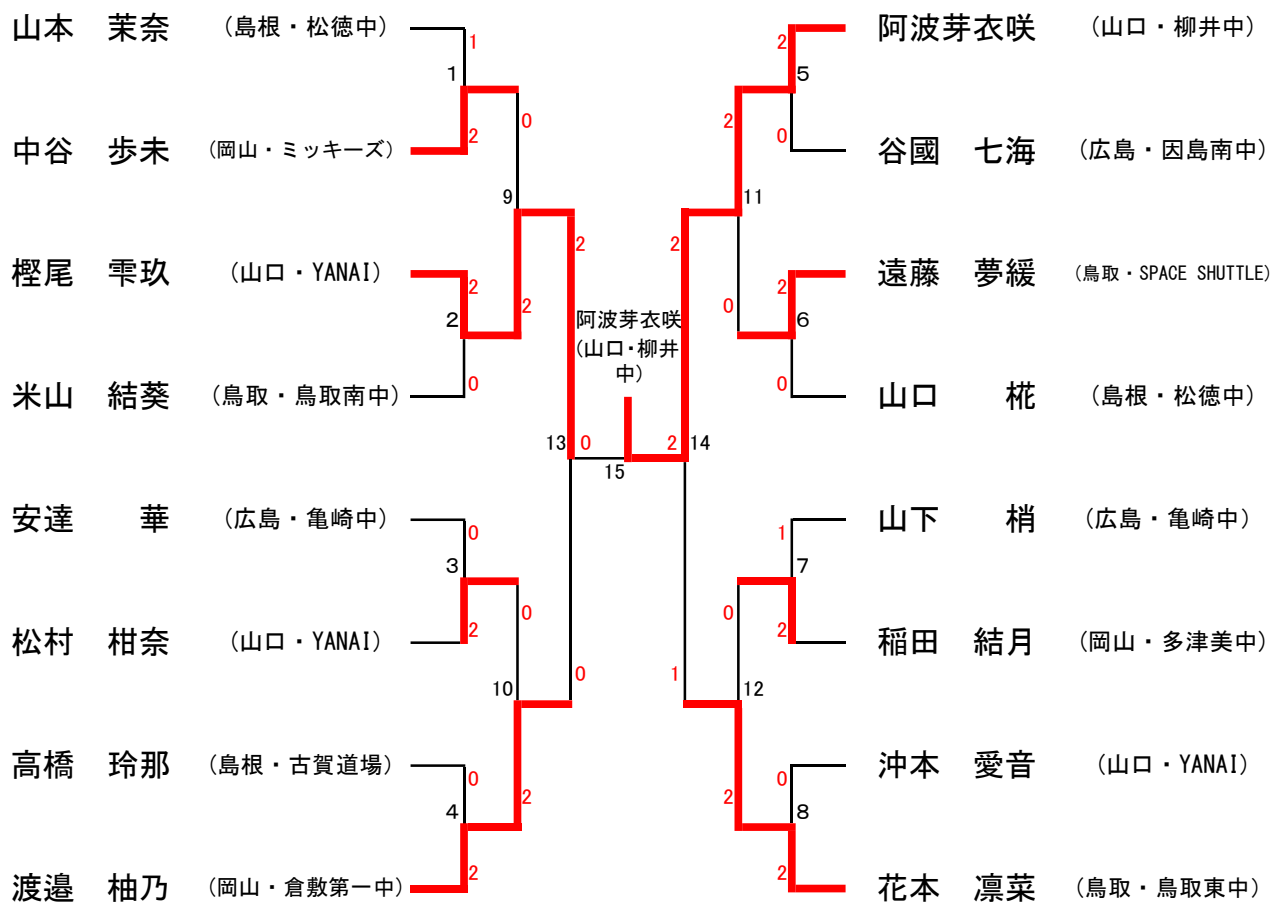 山本　茉奈 （島根・松徳中）
1
1
中谷　歩未 （岡山・ミッキーズ）
2
0
9
樫尾　雫玖 （山口・YANAI）
2
2
2
米山　結葵 （鳥取・鳥取南中）
0
2
13
0
安達　　華 （広島・亀崎中）
0
3
松村　柑奈 （山口・YANAI）
2
0
10
0
高橋　玲那 （島根・古賀道場）
0
4
2
渡邉　柚乃 （岡山・倉敷第一中）
2
阿波芽衣咲
（山口・柳井
中）
15
阿波芽衣咲 （山口・柳井中）
2
5
谷國　七海 （広島・因島南中）
0
2
11
遠藤　夢緩 （鳥取・SPACE SHUTTLE）
2
6
0
山口　　椛 （島根・松徳中）
0
2
2
14
山下　　梢 （広島・亀崎中）
1
7
稲田　結月 （岡山・多津美中）
2
0
12
1
沖本　愛音 （山口・YANAI）
0
8
2
花本　凛菜 （鳥取・鳥取東中）
2